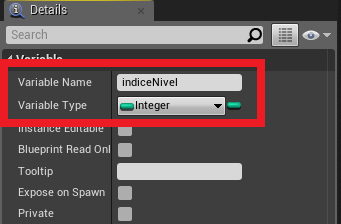 Details
Search
Variable
Variable Name indiceNivel
Variable Type Integer
Instance Editable
Blueprint Read Onl
Tooltip
Expose on Spawn
Private